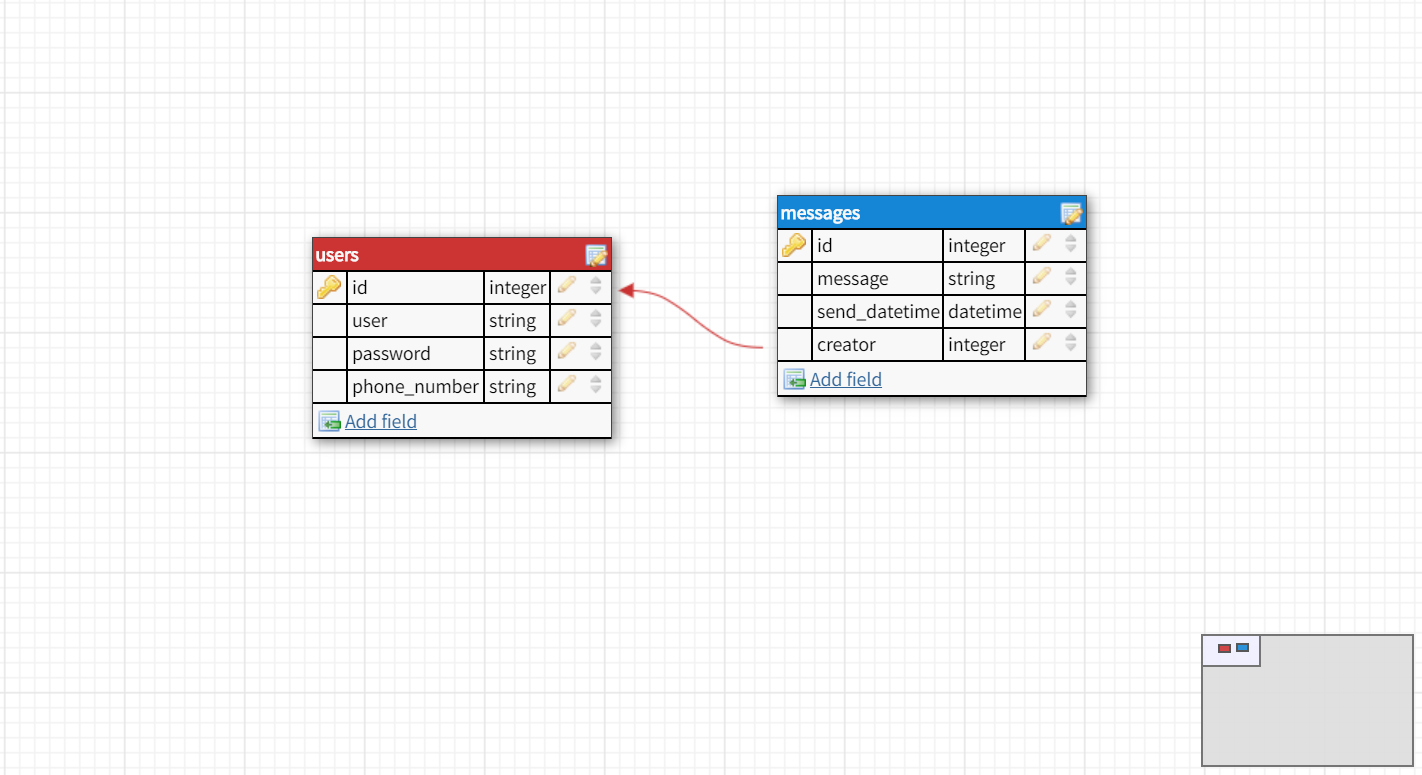 users
id integer
user string
password string
phone_number string
Add field
messages
id integer
message string
send_datetime datetime
creator integer
Add field